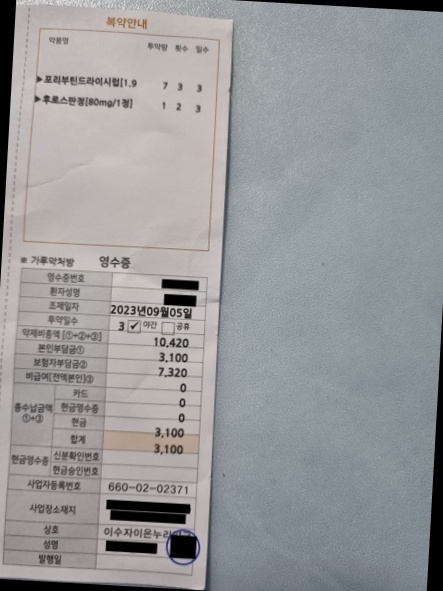 복약안내
약품명 투약량 횟수 일수
▶포리부틴드라이시럽[1.9 7 3 3
▶후로스판정[80mg/1정] 1 2 3
※ 가루약처방 영수증
영수증번호
환자성명
조제일자 2023년09월05일
투약일수 3 ✔ 야간 공휴
약제비총액 [①+②+③] 10,420
본인부담금① 3,100
보험자부담금② 7,320
비급여[전액본인]③ 0
총수납금액 ①+③ 카드 0
현금영수증 0
현금 3,100
합계 3,100
현금영수증 신분확인번호
현금승인번호
사업자등록번호 660-02-02371
사업장소재지
상호 이수자이온누리
성명
발행일